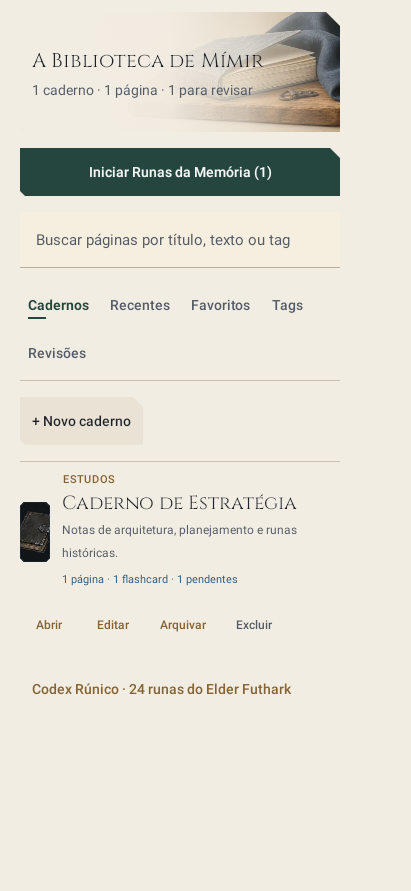 A Biblioteca de Mímir
1 caderno · 1 página · 1 para revisar
Iniciar Runas da Memória (1)
Buscar páginas por título, texto ou tag
Cadernos Recentes Favoritos Tags
Revisões
+ Novo caderno
ESTUDOS
Caderno de Estratégia
Notas de arquitetura, planejamento e runas
históricas.
1 página · 1 flashcard · 1 pendentes
Abrir Editar Arquivar Excluir
Codex Rúnico · 24 runas do Elder Futhark